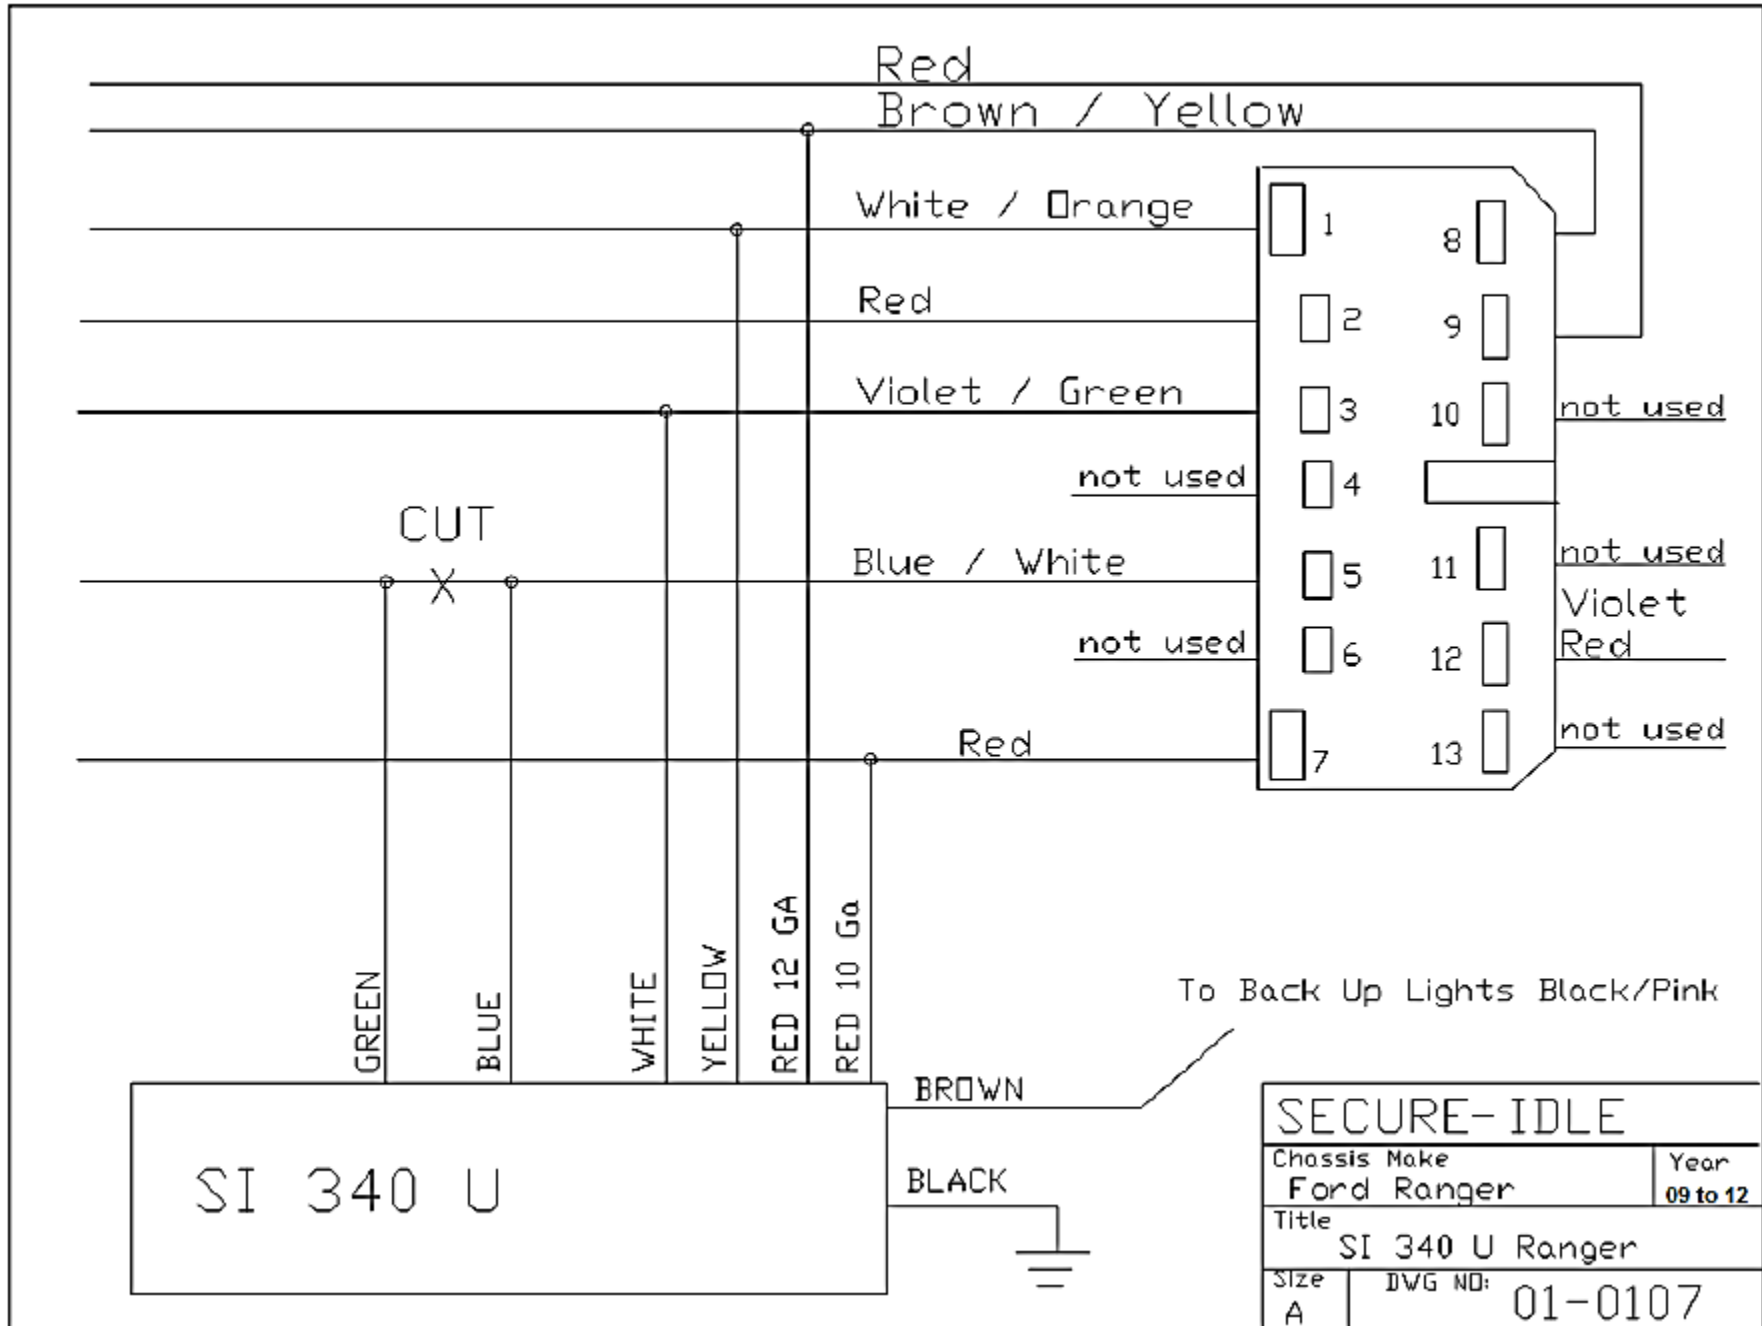 Red
Brown / Yellow
White / Orange
1
8
Red
2
9
Violet / Green
3
10
not used
not used
4
CUT
X
Blue / White
5
11
not used
Violet
Red
not used
6
12
Red
7
13
not used
GREEN
BLUE
WHITE
YELLOW
RED 12 GA
RED 10 Ga
To Back Up Lights Black/Pink
BROWN
BLACK
SI 340 U
SECURE-IDLE
Chassis Make
Year
Ford Ranger
09 to 12
Title
SI 340 U Ranger
Size
A
DWG NO:
01-0107